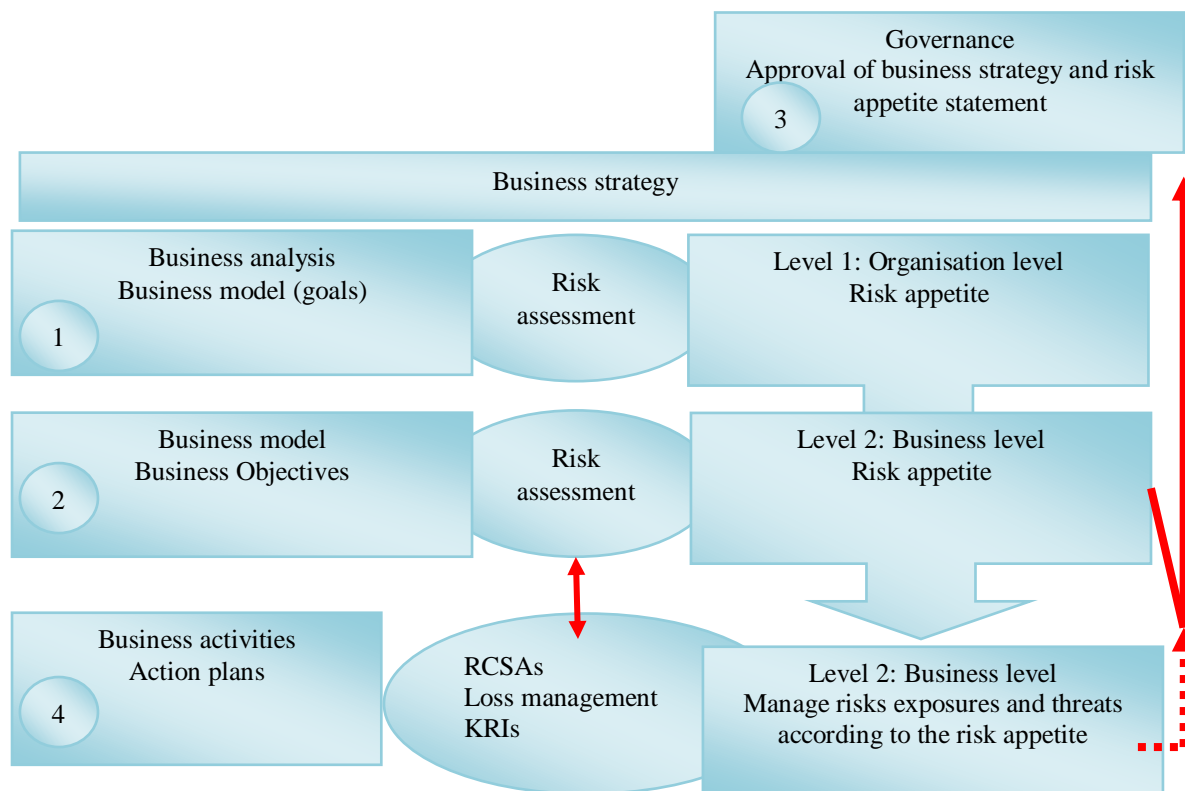 Governance
Approval of business strategy and risk
appetite statement
3
Business strategy
Business analysis
Business model (goals)
1
Risk
assessment
Level 1: Organisation level
Risk appetite
Business model
Business Objectives
2
Risk
assessment
Level 2: Business level
Risk appetite
Business activities
Action plans
4
RCSAs
Loss management
KRIs
Level 2: Business level
Manage risks exposures and threats
according to the risk appetite